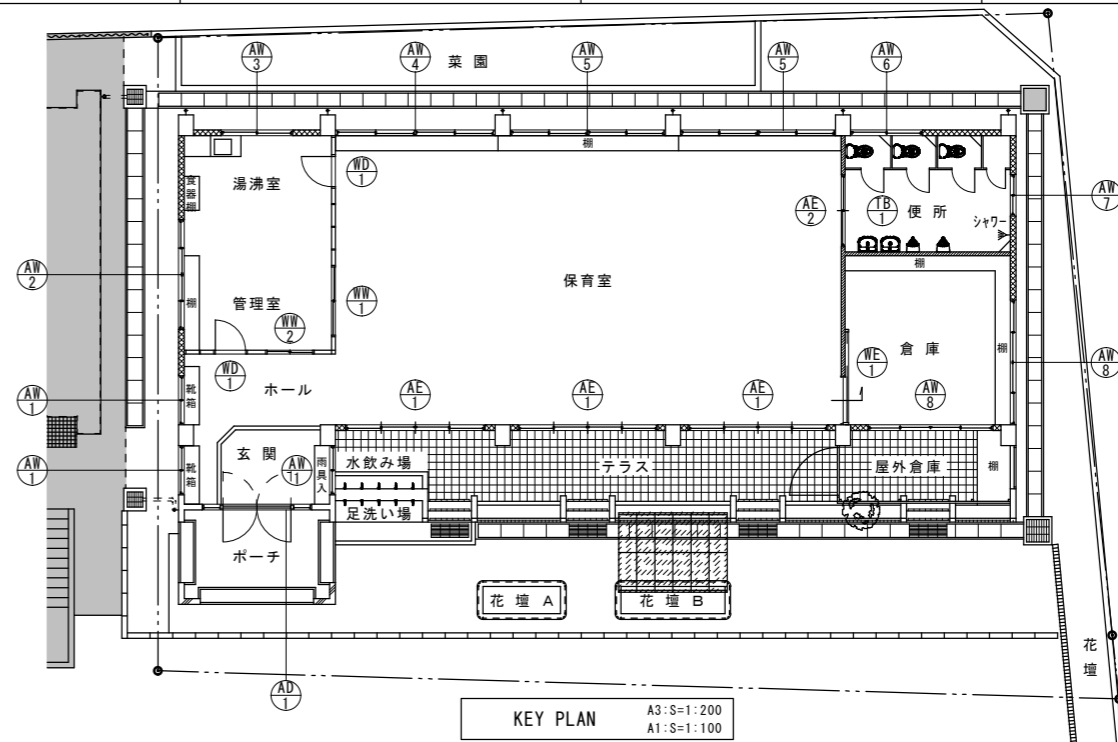 AW
3
AW
4
菜園
AW
5
AW
5
AW
6
棚
湯沸室
WD
1
食器棚
AE
2
TB
1
便所
シャワー
AW
7
AW
2
棚
管理室
WW
2
WW
1
保育室
棚
倉庫
棚
WE
1
AW
8
AW
8
WD
1
ホール
靴箱
AW
1
AE
1
AE
1
AE
1
AW
1
靴箱
玄関
AW
1
雨具入
水飲み場
テラス
屋外倉庫
棚
足洗い場
ポーチ
花壇 A
花壇 B
花壇
AD
1
KEY PLAN
A3:S=1:200
A1:S=1:100